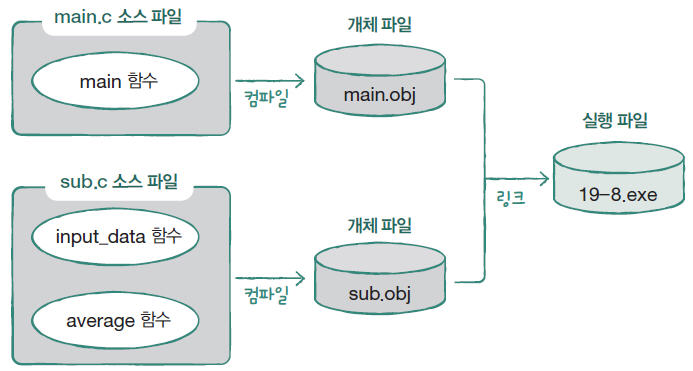 main.c 소스 파일
main 함수
컴파일
개체 파일
main.obj
sub.c 소스 파일
input_data 함수
average 함수
컴파일
개체 파일
sub.obj
링크
실행 파일
19-8.exe